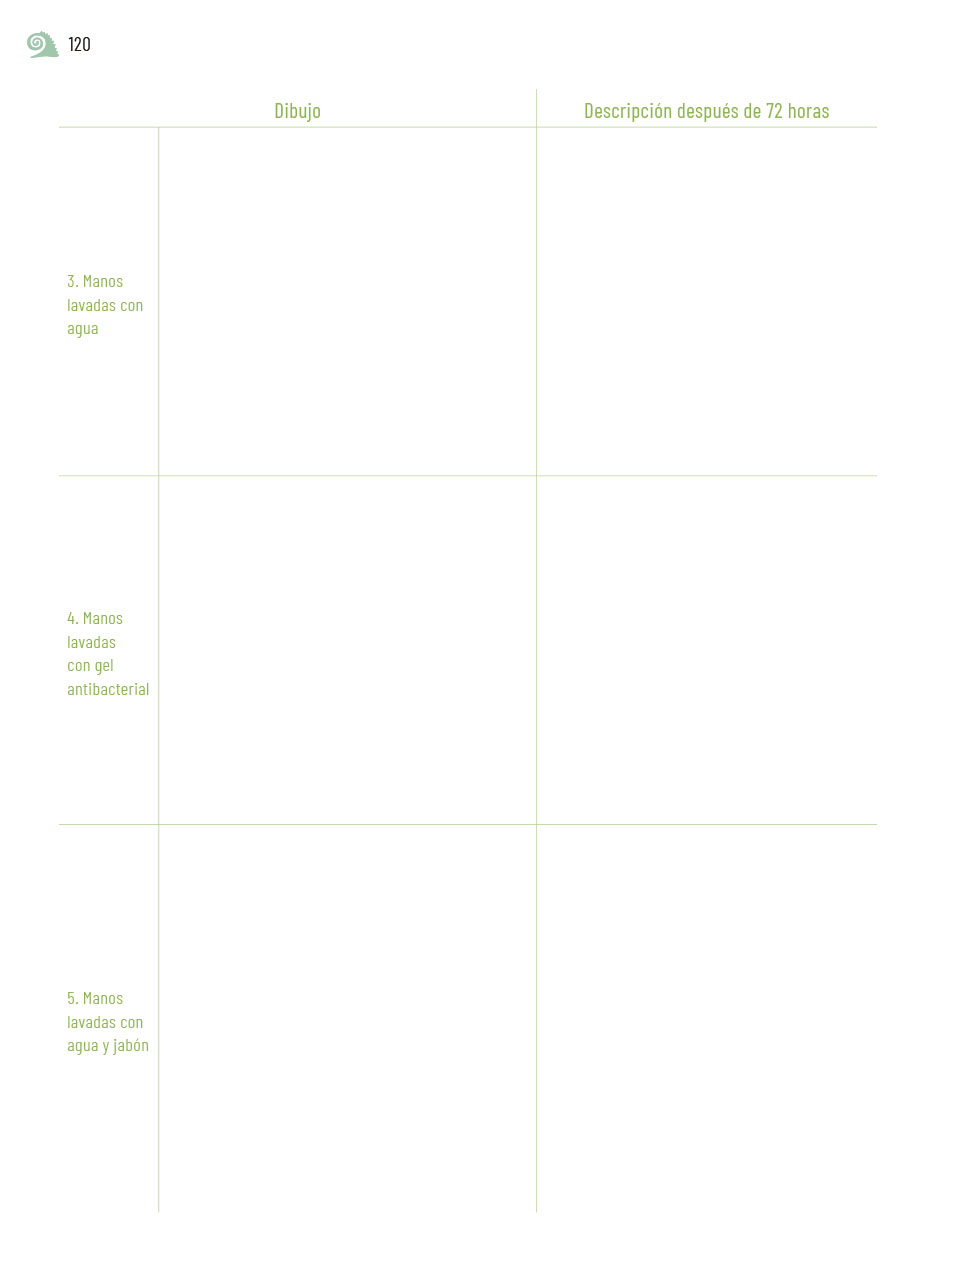 120
Dibujo
Descripción después de 72 horas
3. Manos
lavadas con
agua
4. Manos
lavadas
con gel
antibacterial
5. Manos
lavadas con
agua y jabón